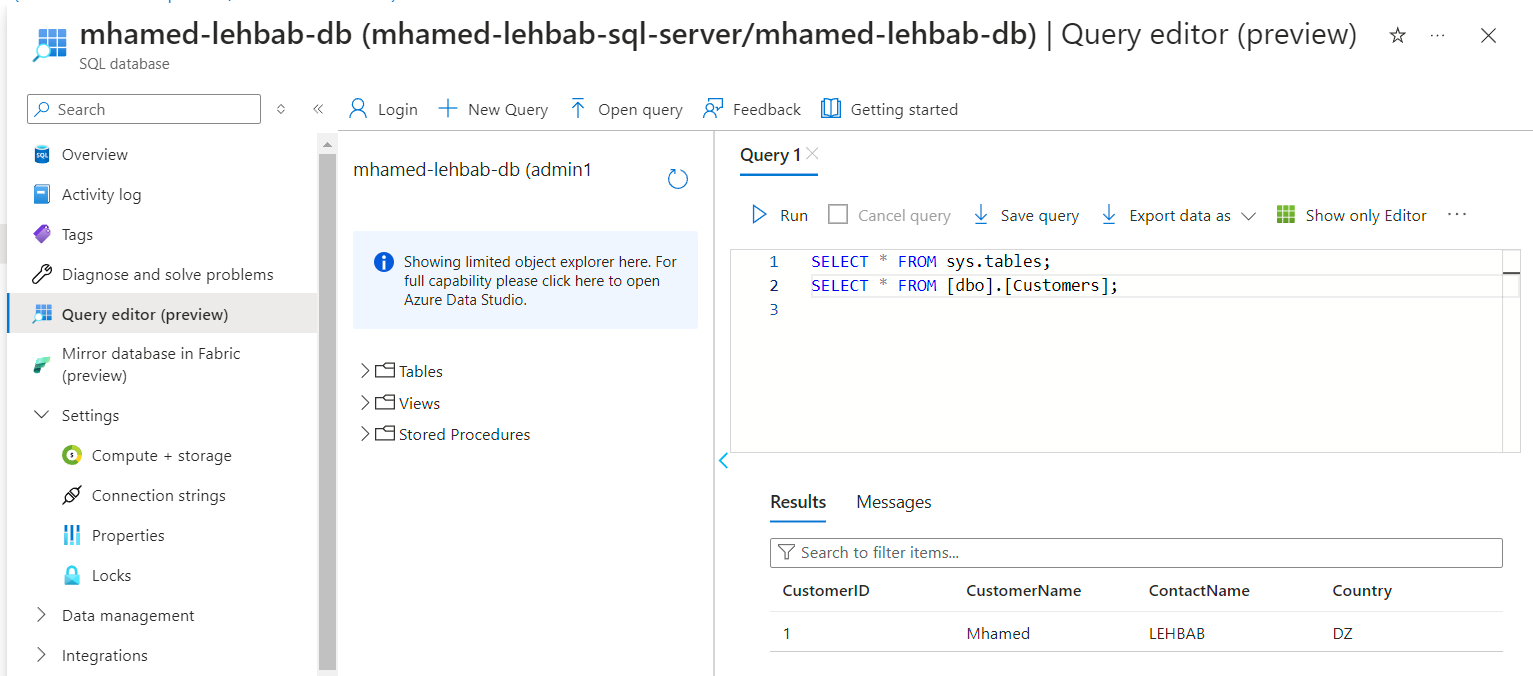 mhamed-lehbab-db (mhamed-lehbab-sql-server/mhamed-lehbab-db) | Query editor (preview)
SQL database
Search
Login
New Query
Open query
Feedback
Getting started
Overview
Activity log
Tags
Diagnose and solve problems
Query editor (preview)
Mirror database in Fabric
(preview)
Settings
Compute + storage
Connection strings
Properties
Locks
Data management
Integrations
mhamed-lehbab-db (admin1
Showing limited object explorer here. For
full capability please click here to open
Azure Data Studio.
Tables
Views
Stored Procedures
Query 1
Run
Cancel query
Save query
Export data as
Show only Editor
1 SELECT * FROM sys.tables;
2 SELECT * FROM [dbo].[Customers];
3
Results Messages
Search to filter items...
CustomerID CustomerName ContactName Country
1 Mhamed LEHBAB DZ